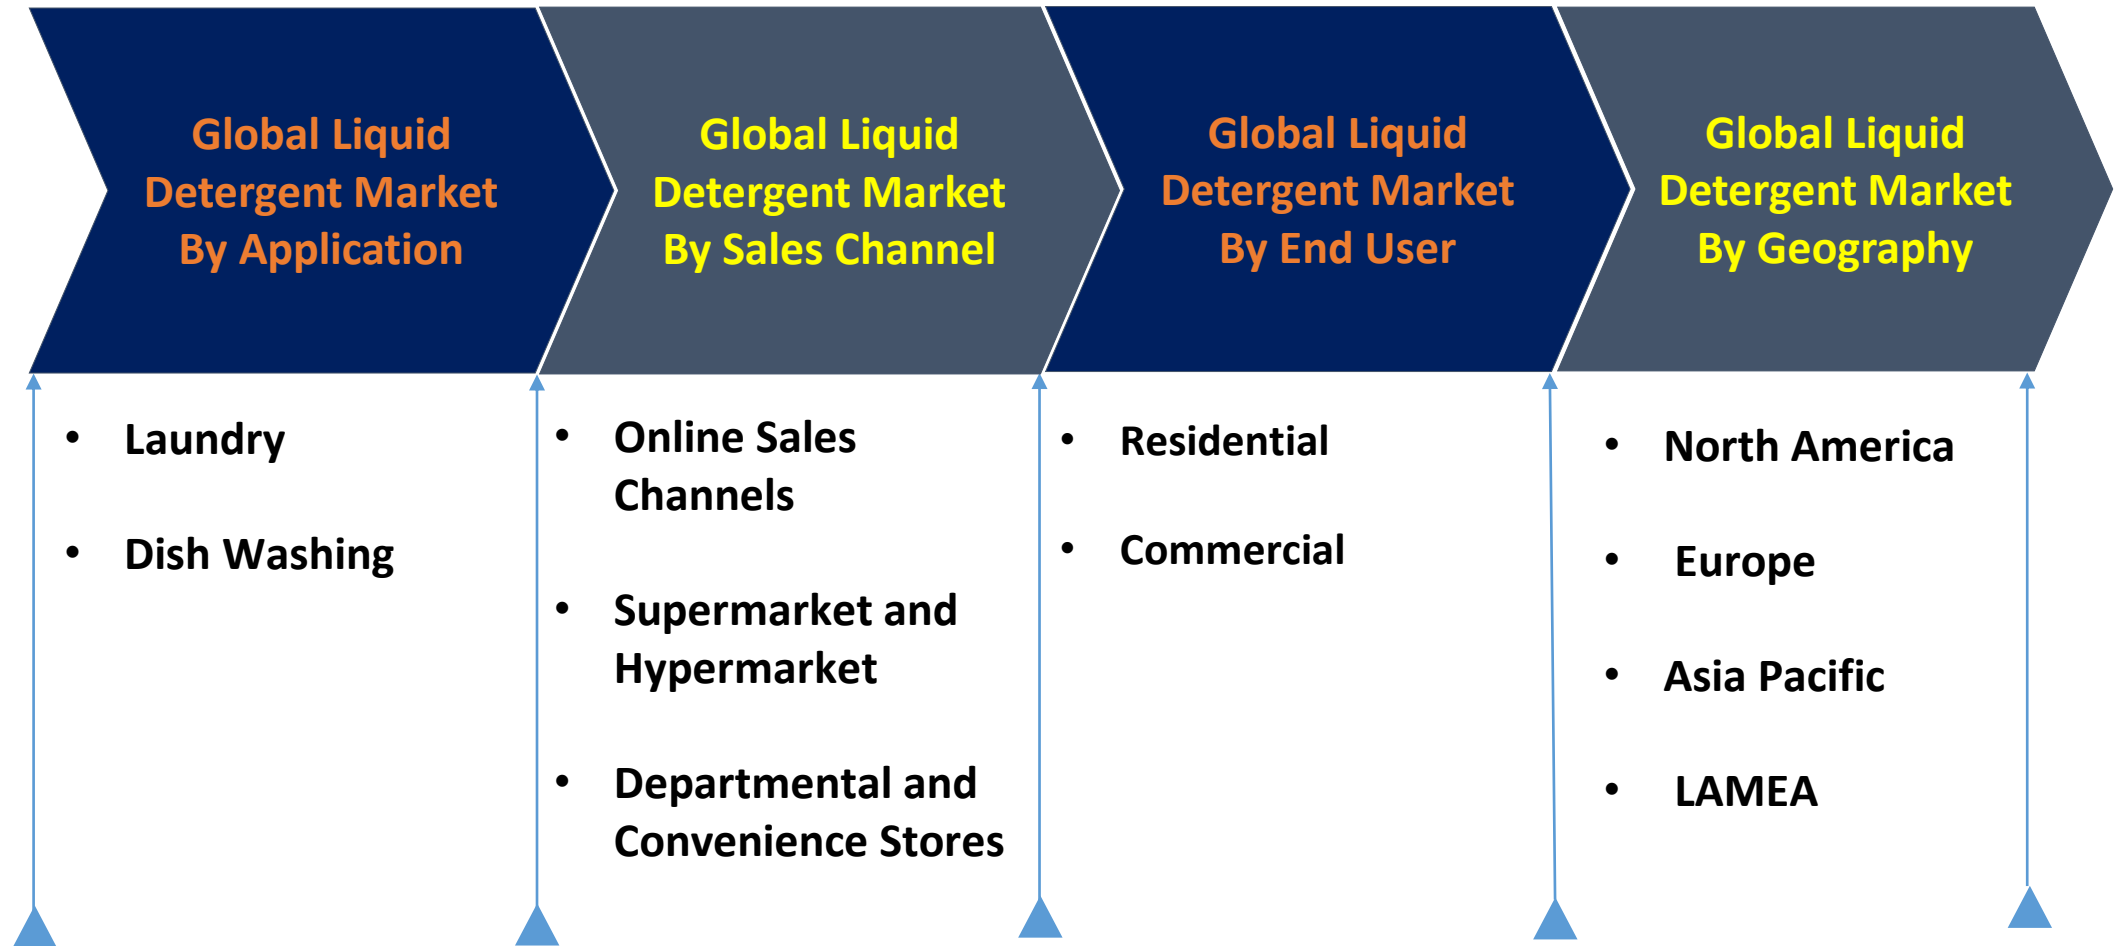 Global Liquid
Detergent Market
By Application
Global Liquid
Detergent Market
By Sales Channel
Global Liquid
Detergent Market
By End User
Global Liquid
Detergent Market
By Geography
• Laundry
• Dish Washing
• Online Sales
Channels
• Supermarket and
Hypermarket
• Departmental and
Convenience Stores
• Residential
• Commercial
• North America
• Europe
• Asia Pacific
• LAMEA